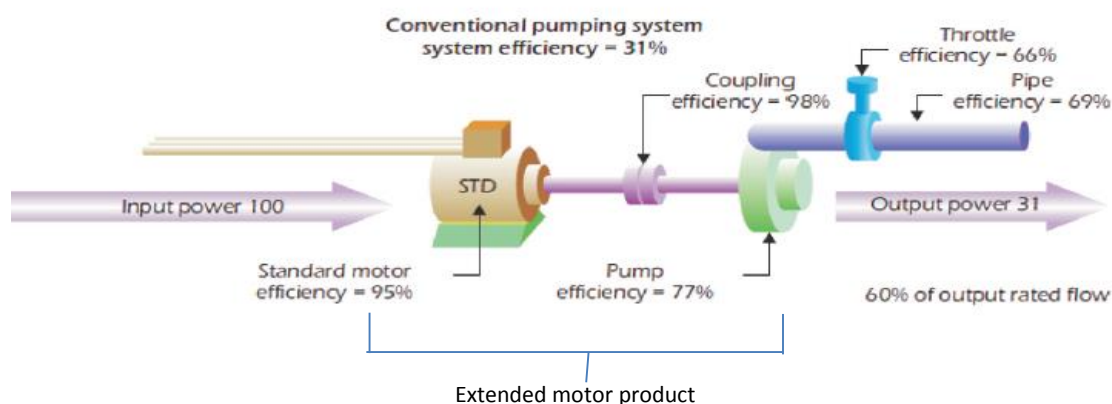 Conventional pumping system
system efficiency = 31%
Throttle
efficiency = 66%
Coupling
efficiency = 98%
Pipe
efficiency = 69%
STD
Input power 100
Output power 31
Standard motor
efficiency = 95%
Pump
efficiency = 77%
60% of output rated flow
Extended motor product